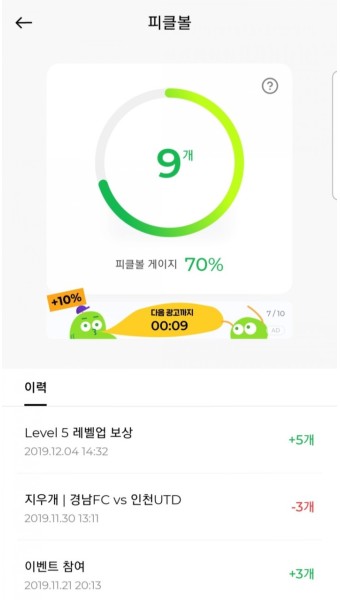 피클볼
?
9개
피클볼 게이지 70%
+10%
다음 광고까지
00:09
7 / 10
AD
이력
Level 5 레벨업 보상
2019.12.04 14:32
+5개
지우개 | 경남FC vs 인천UTD
2019.11.30 13:11
-3개
이벤트 참여
2019.11.21 20:13
+3개